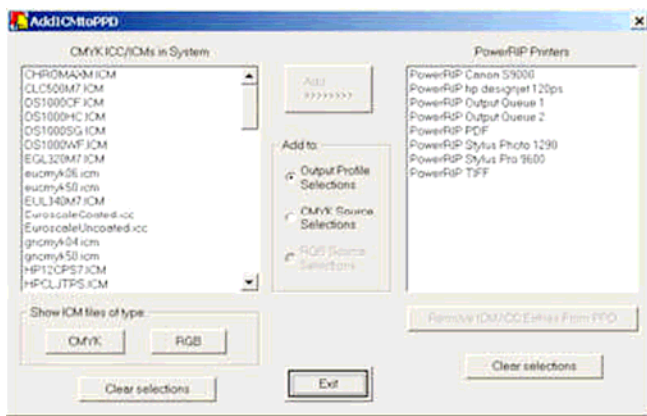 AddICMtoPPD
CMYK ICC/ICMs in System
CHROMAXM.ICM
CLC500M7.ICM
DS1000CF.ICM
DS1000HC.ICM
DS1000SG.ICM
DS1000WF.ICM
EGL320M7.ICM
eucmyk06.icm
eucmyk50.icm
EUL340M7.ICM
EuroscaleCoated.icc
EuroscaleUncoated.icc
gncmyk04.icm
gncmyk50.icm
HP12CPS7.ICM
HPCLJTPS.ICM
Show ICM files of type:
CMYK
RGB
Clear selections
Add
>>>>>>>>
Add to:
Output Profile
Selections
CMYK Source
Selections
RGB Source
Selections
Exit
PowerRIP Printers
PowerRIP Canon S9000
PowerRIP hp designjet 120ps
PowerRIP Output Queue 1
PowerRIP Output Queue 2
PowerRIP PDF
PowerRIP Stylus Photo 1290
PowerRIP Stylus Pro 9600
PowerRIP TIFF
Remove ICM/ICC Entries From PPD
Clear selections